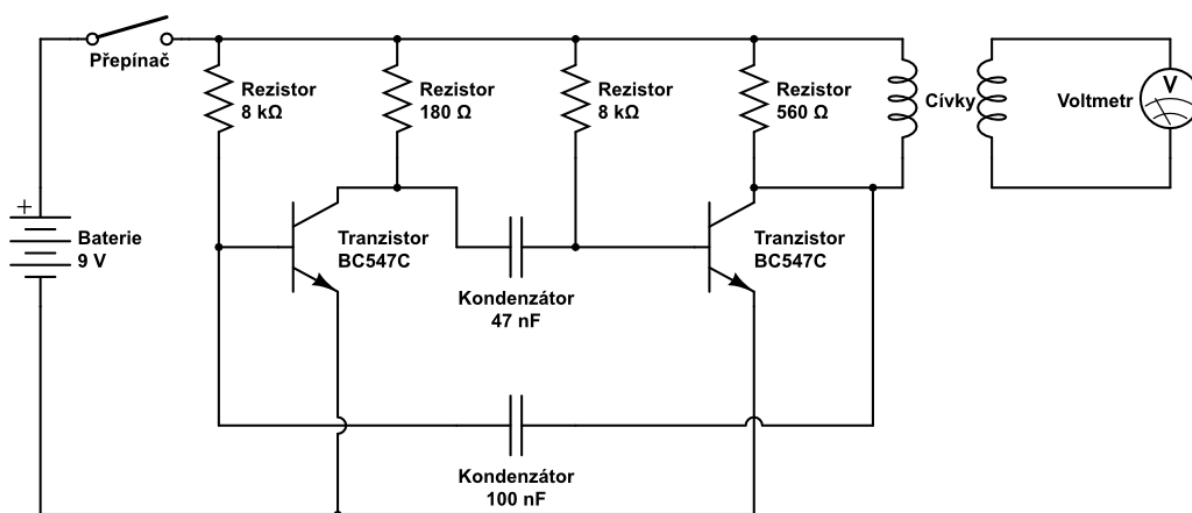 Přepínač
Rezistor
8 kΩ
Rezistor
180 Ω
Rezistor
8 kΩ
Rezistor
560 Ω
Cívky
Voltmetr
V
+
Baterie
9 V
Tranzistor
BC547C
Tranzistor
BC547C
Kondenzátor
47 nF
Kondenzátor
100 nF